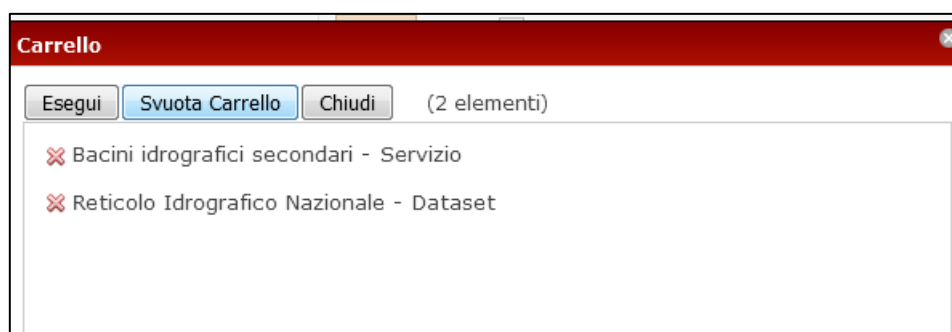 Carrello
Esegui Svuota Carrello Chiudi (2 elementi)
Bacini idrografici secondari - Servizio
Reticolo Idrografico Nazionale - Dataset